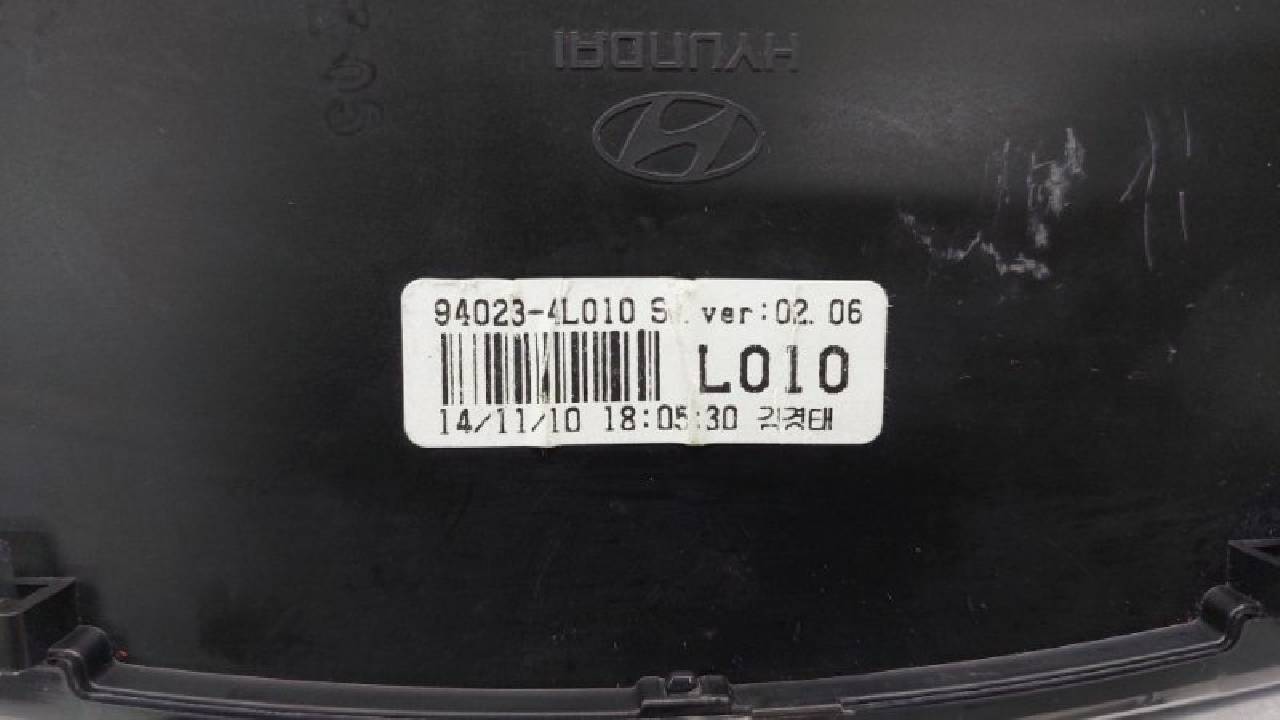 HYUNDAI
94023-4L010 S. ver:02.06
L010
14/11/10 18:05:30 김경태